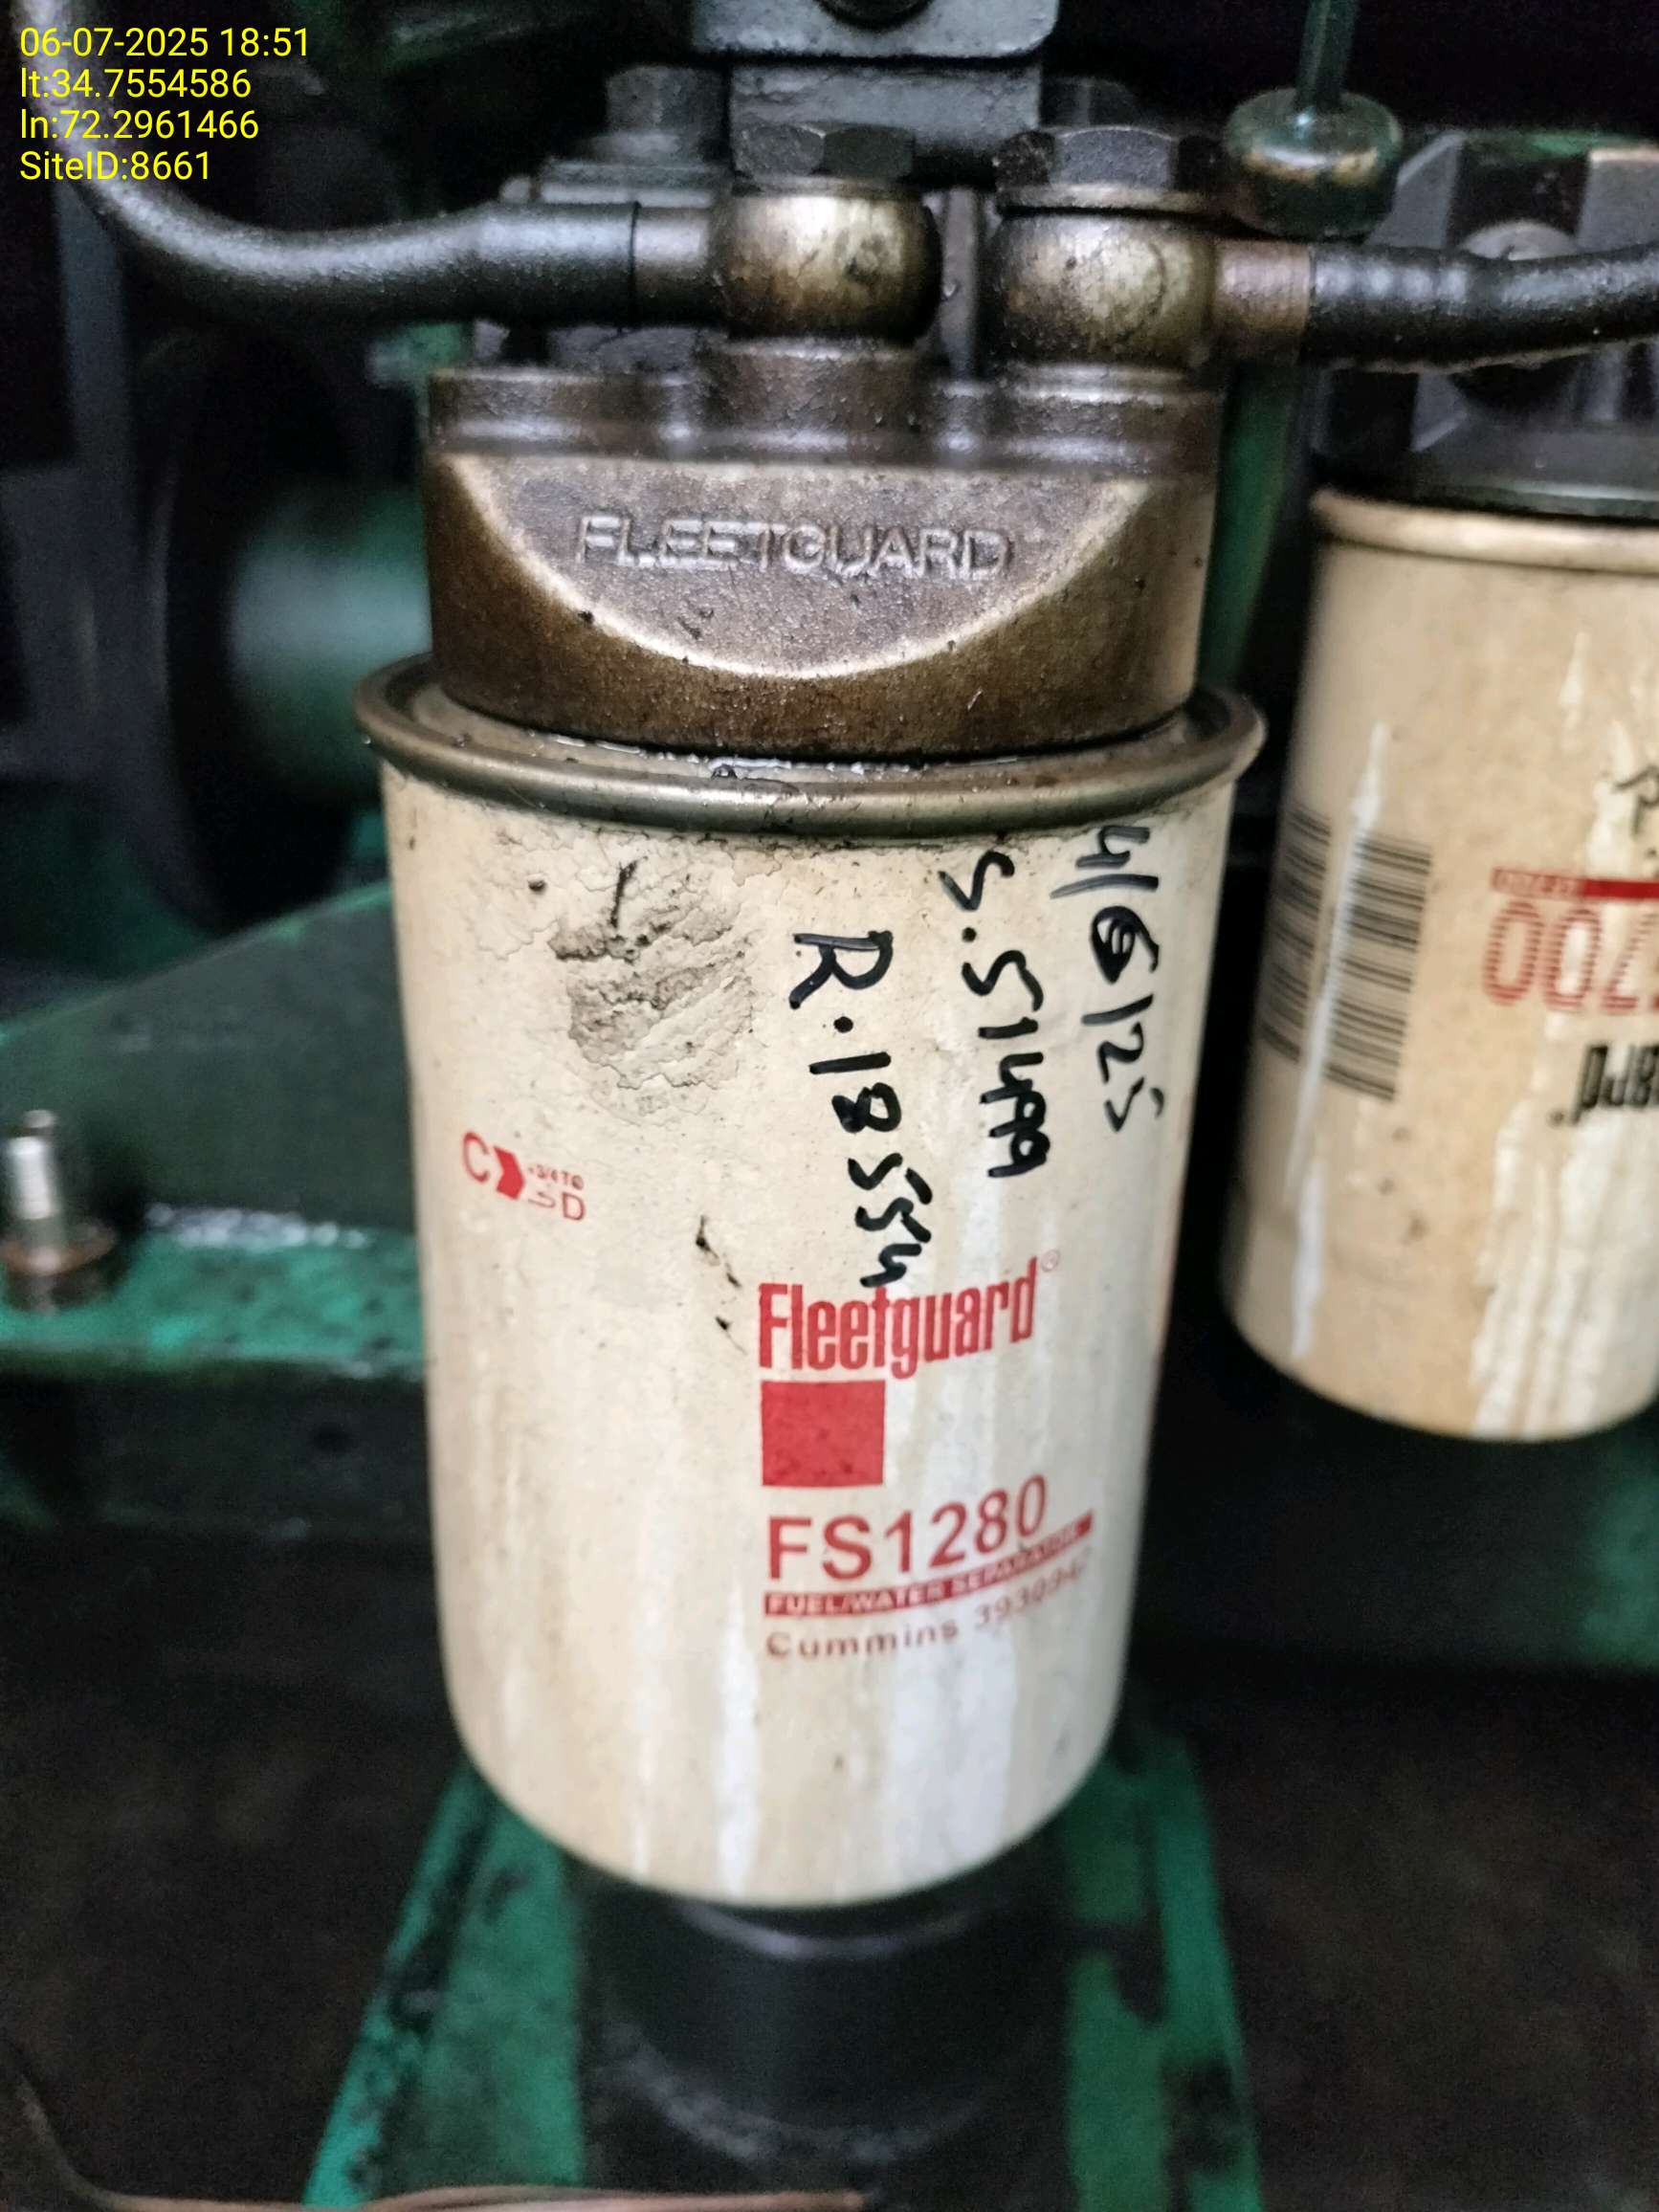 06-07-2025 18:51
lt:34.7554586
ln:72.2961466
SiteID:8661
FLEETGUARD
4/6/25
S.5149
R.18554
C
D
Fleetguard®
FS1280
FUEL/WATER SEPARATOR
Cummins 3930942